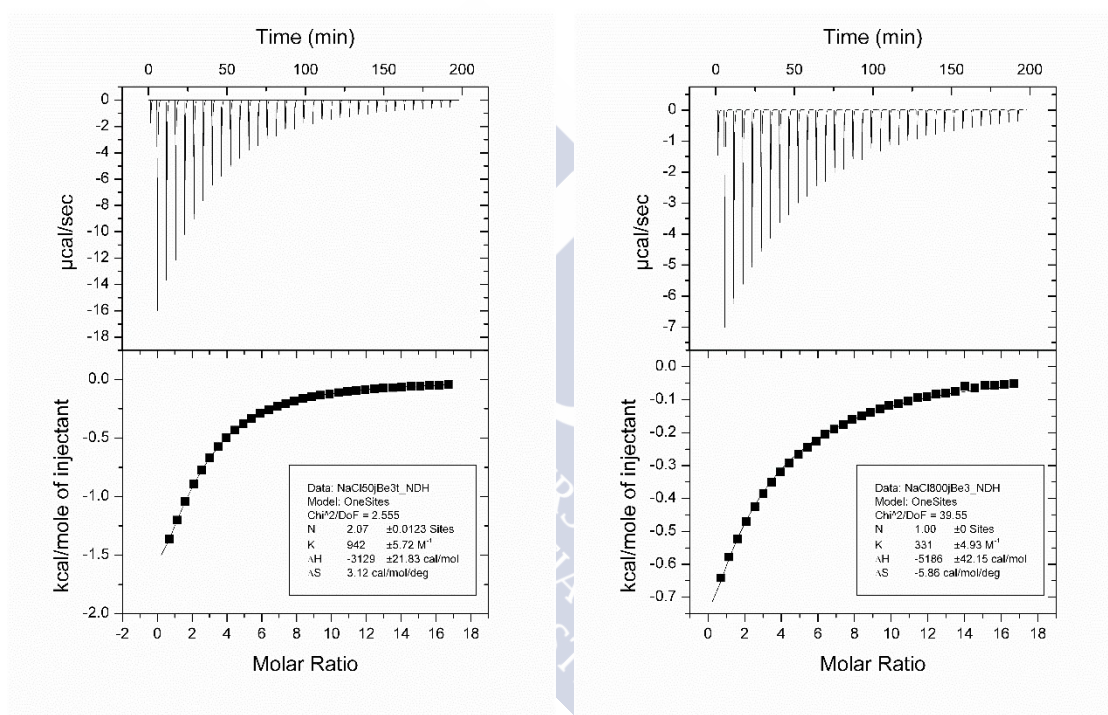 Time (min)
0 50 100 150 200
0
-2
-4
-6
-8
-10
-12
-14
-16
-18
µcal/sec
0.0
-0.5
-1.0
-1.5
-2.0
kcal/mole of injectant
Data: NaCl50jBe3t_NDH
Model: OneSites
Chi^2/DoF = 2.555
N 2.07 ±0.0123 Sites
K 942 ±5.72 M⁻¹
ΔH -3129 ±21.83 cal/mol
ΔS 3.12 cal/mol/deg
-2 0 2 4 6 8 10 12 14 16 18
Molar Ratio
Time (min)
0 50 100 150 200
0
-1
-2
-3
-4
-5
-6
-7
µcal/sec
0.0
-0.1
-0.2
-0.3
-0.4
-0.5
-0.6
-0.7
kcal/mole of injectant
Data: NaCl800jBe3_NDH
Model: OneSites
Chi^2/DoF = 39.55
N 1.00 ±0 Sites
K 331 ±4.93 M⁻¹
ΔH -5186 ±42.15 cal/mol
ΔS -5.86 cal/mol/deg
0 2 4 6 8 10 12 14 16 18
Molar Ratio